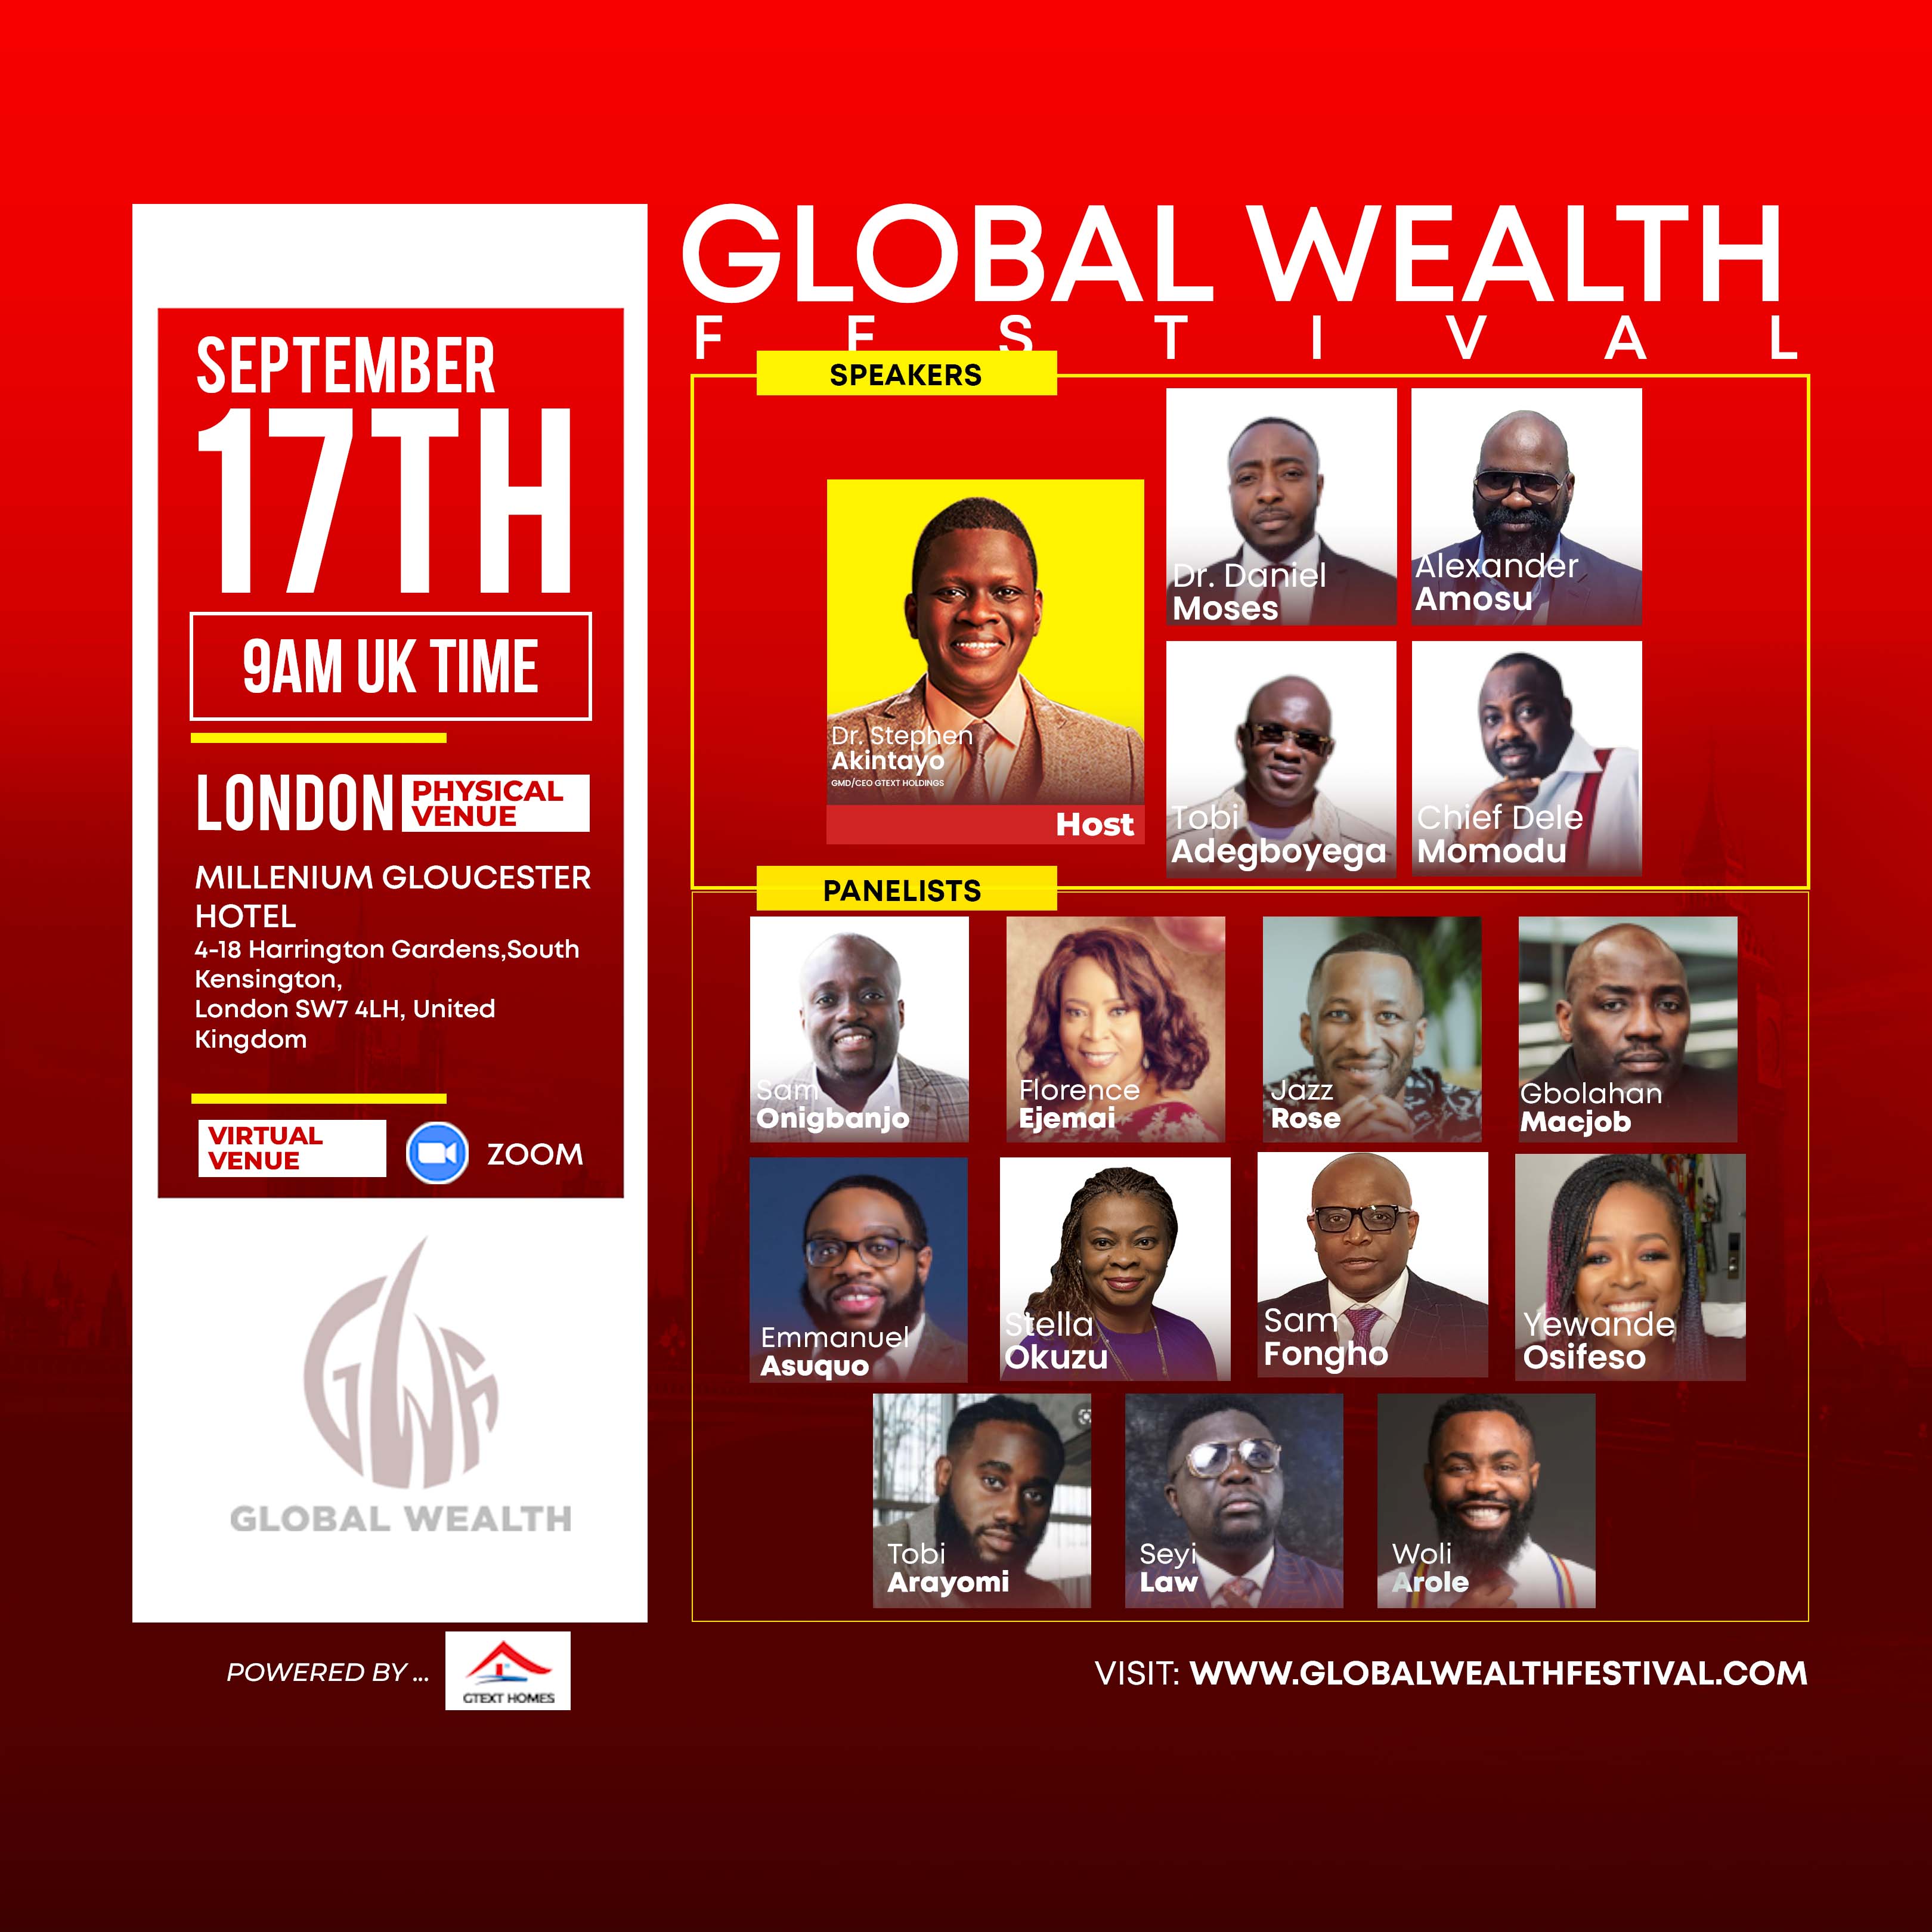 GLOBAL WEALTH
FESTIVAL
SEPTEMBER
17TH
9AM UK TIME
LONDON PHYSICAL
VENUE
MILLENIUM GLOUCESTER
HOTEL
4-18 Harrington Gardens,South
Kensington,
London SW7 4LH, United
Kingdom
VIRTUAL
VENUE
ZOOM
GWF
GLOBAL WEALTH
SPEAKERS
Dr. Stephen
Akintayo
GMD/CEO GTEXT HOLDINGS
Host
Dr. Daniel
Moses
Alexander
Amosu
Tobi
Adegboyega
Chief Dele
Momodu
PANELISTS
Sam
Onigbanjo
Florence
Ejemai
Jazz
Rose
Gbolahan
Macjob
Emmanuel
Asuquo
Stella
Okuzu
Sam
Fongho
Yewande
Osifeso
Tobi
Arayomi
Seyi
Law
Woli
Arole
POWERED BY ...
GTEXT HOMES
VISIT: WWW.GLOBALWEALTHFESTIVAL.COM